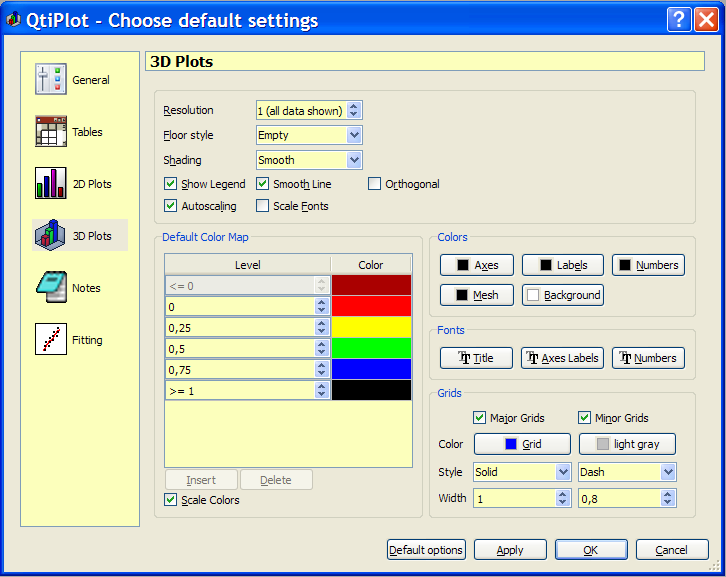 QtiPlot - Choose default settings
General
Tables
2D Plots
3D Plots
Notes
Fitting
3D Plots
Resolution 1 (all data shown)
Floor style Empty
Shading Smooth
Show Legend Smooth Line Orthogonal
Autoscaling Scale Fonts
Default Color Map
Level Color
<= 0
0
0,25
0,5
0,75
>= 1
Insert Delete
Scale Colors
Colors
Axes Labels Numbers
Mesh Background
Fonts
Title Axes Labels Numbers
Grids
Major Grids Minor Grids
Color Grid light gray
Style Solid Dash
Width 1 0,8
Default options Apply OK Cancel